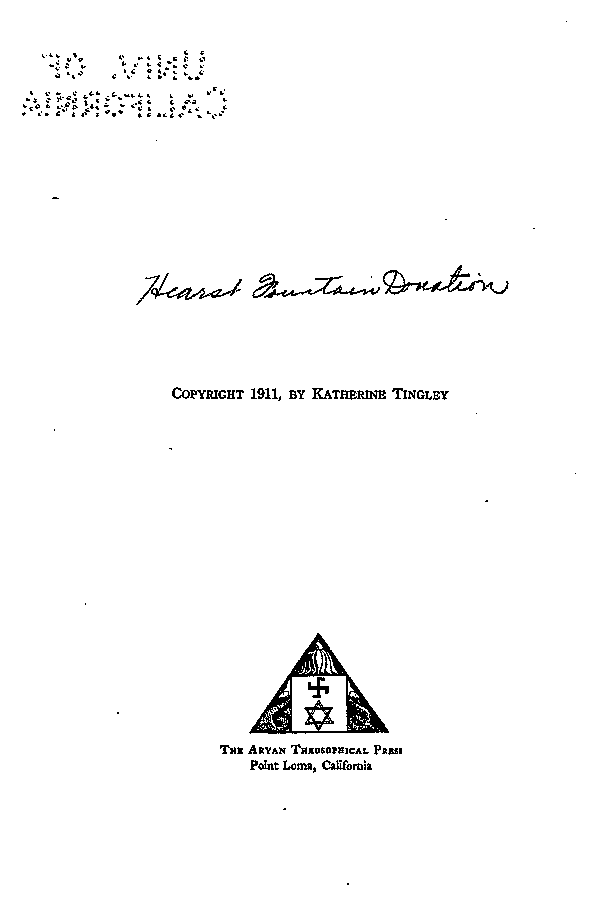 UNIV. OF
CALIFORNIA
Hearst Fountain Donation
COPYRIGHT 1911, BY KATHERINE TINGLEY
THE ARYAN THEOSOPHICAL PRESS
Point Loma, California